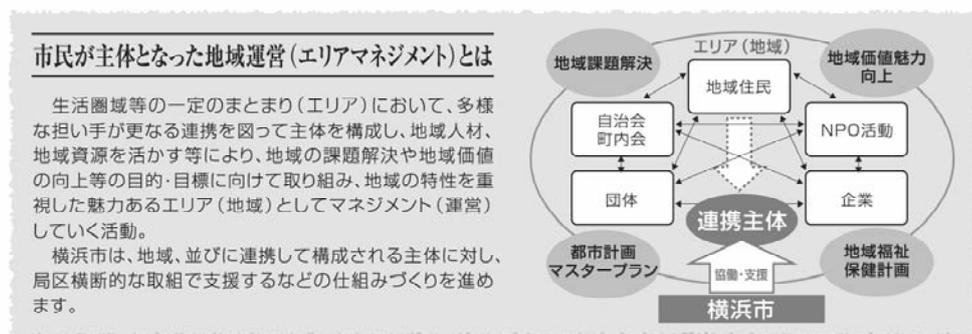 市民が主体となった地域運営(エリアマネジメント)とは
生活圏域等の一定のまとまり(エリア)において、多様
な担い手が更なる連携を図って主体を構成し、地域人材、
地域資源を活かす等により、地域の課題解決や地域価値
の向上等の目的・目標に向けて取り組み、地域の特性を重
視した魅力あるエリア(地域)としてマネジメント(運営)
していく活動。
横浜市は、地域、並びに連携して構成される主体に対し、
局区横断的な取組で支援するなどの仕組みづくりを進め
ます。
エリア(地域)
地域課題解決
地域価値魅力
向上
地域住民
自治会
町内会
NPO活動
団体
企業
連携主体
都市計画
マスタープラン
地域福祉
保健計画
協働・支援
横浜市